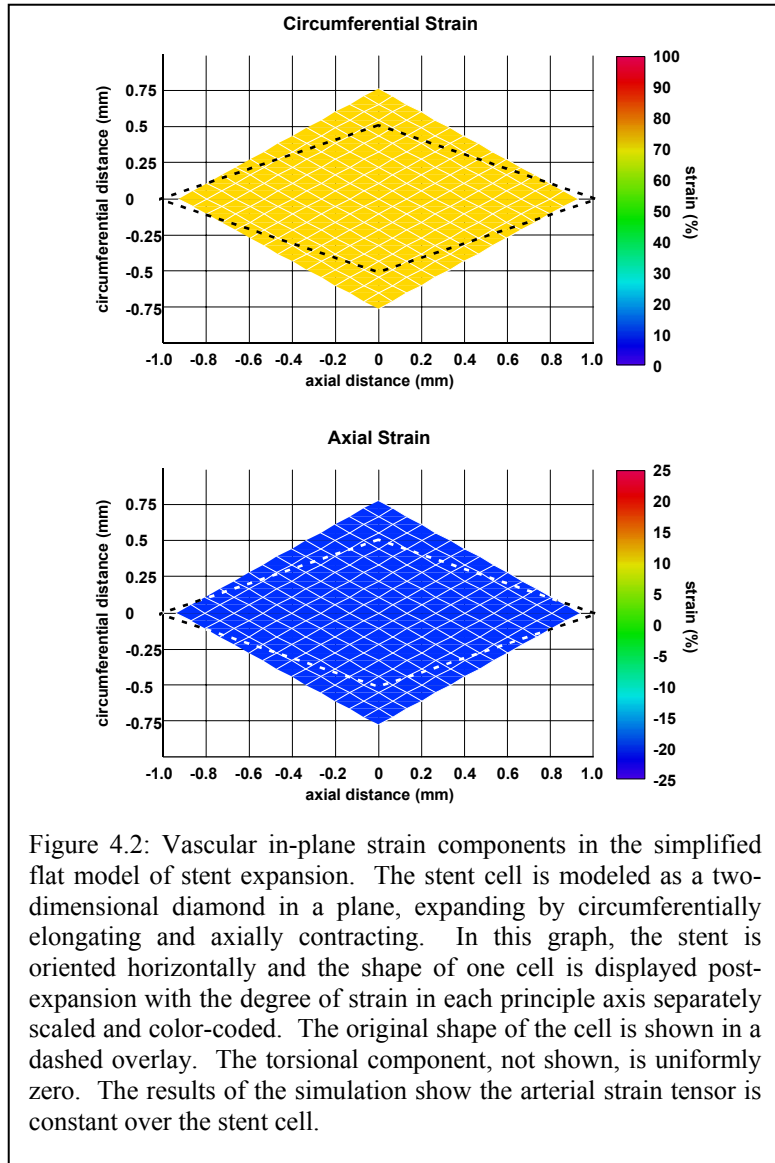 Circumferential Strain
0.75
0.5
0.25
0
-0.25
-0.5
-0.75
circumferential distance (mm)
-1.0 -0.8 -0.6 -0.4 -0.2 0 0.2 0.4 0.6 0.8 1.0
axial distance (mm)
100
90
80
70
60
50
40
30
20
10
0
strain (%)
Axial Strain
0.75
0.5
0.25
0
-0.25
-0.5
-0.75
circumferential distance (mm)
-1.0 -0.8 -0.6 -0.4 -0.2 0 0.2 0.4 0.6 0.8 1.0
axial distance (mm)
25
20
15
10
5
0
-5
-10
-15
-20
-25
strain (%)
Figure 4.2: Vascular in-plane strain components in the simplified
flat model of stent expansion. The stent cell is modeled as a two-
dimensional diamond in a plane, expanding by circumferentially
elongating and axially contracting. In this graph, the stent is
oriented horizontally and the shape of one cell is displayed post-
expansion with the degree of strain in each principle axis separately
scaled and color-coded. The original shape of the cell is shown in a
dashed overlay. The torsional component, not shown, is uniformly
zero. The results of the simulation show the arterial strain tensor is
constant over the stent cell.